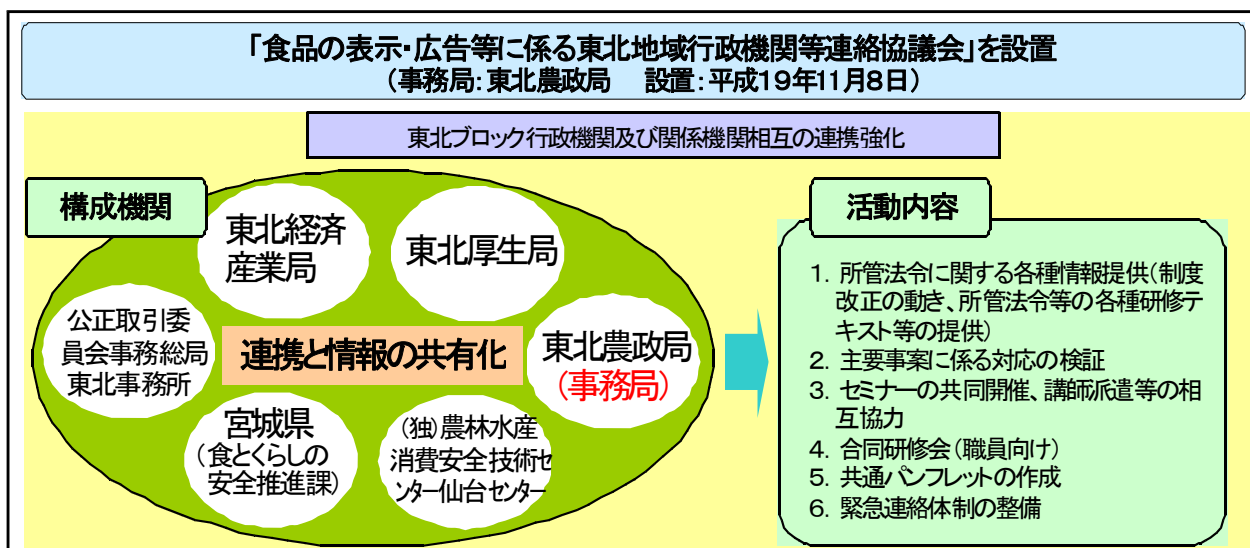 「食品の表示・広告等に係る東北地域行政機関等連絡協議会」を設置
（事務局：東北農政局　設置：平成１９年１１月８日）
東北ブロック行政機関及び関係機関相互の連携強化
構成機関
東北経済
産業局
東北厚生局
公正取引委
員会事務総局
東北事務所
連携と情報の共有化
東北農政局
（事務局）
宮城県
（食とくらしの
安全推進課）
（独）農林水産
消費安全技術セ
ンター仙台センター
活動内容
１．所管法令に関する各種情報提供（制度
改正の動き、所管法令等の各種研修テ
キスト等の提供）
２．主要事案に係る対応の検証
３．セミナーの共同開催、講師派遣等の相
互協力
４．合同研修会（職員向け）
５．共通パンフレットの作成
６．緊急連絡体制の整備